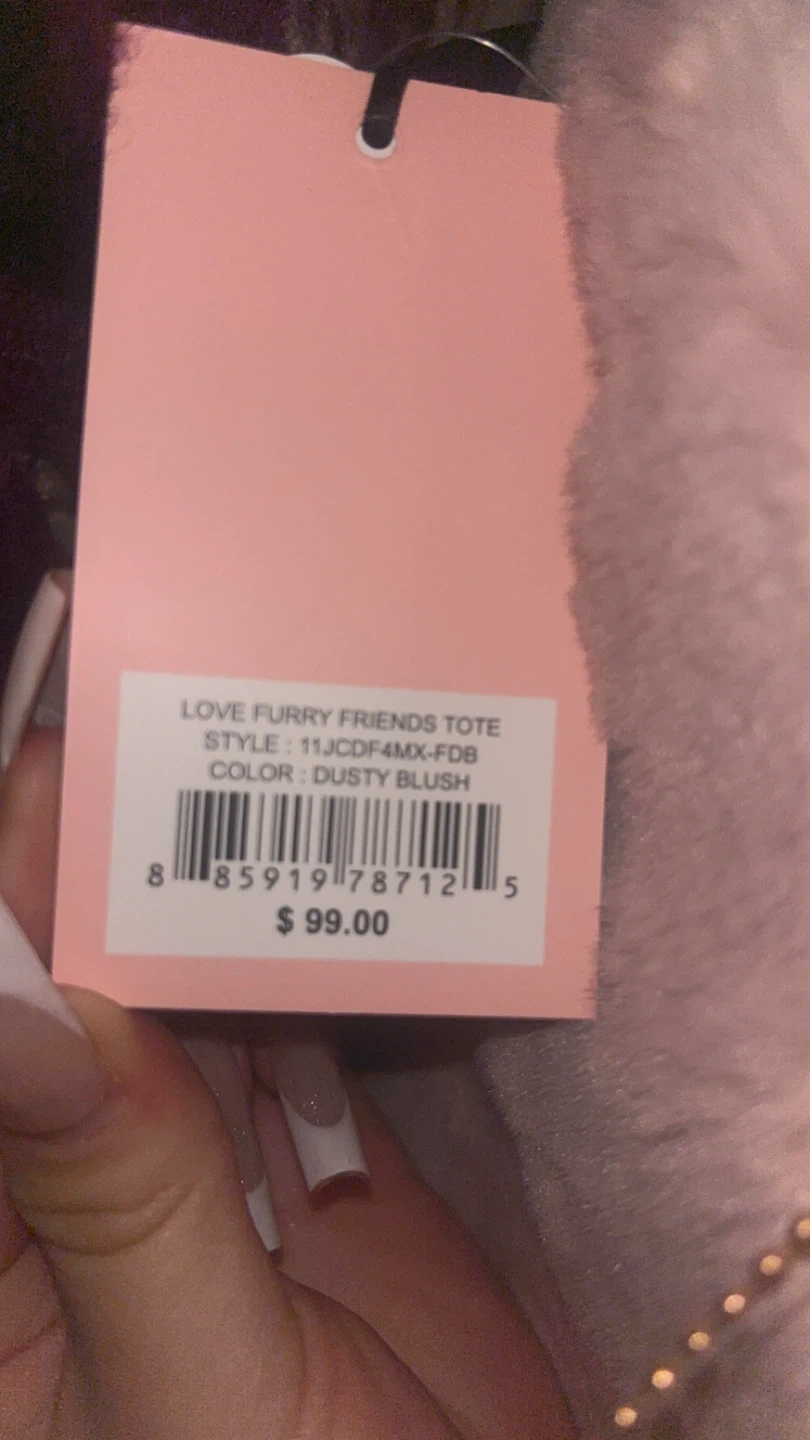 LOVE FURRY FRIENDS TOTE
STYLE : 11JCDF4MX-FDB
COLOR : DUSTY BLUSH
8 85919 78712 5
$ 99.00